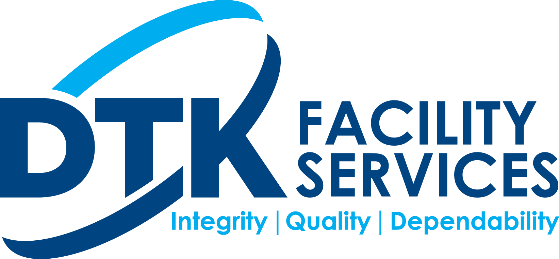 DTK
FACILITY
SERVICES
Integrity | Quality | Dependability